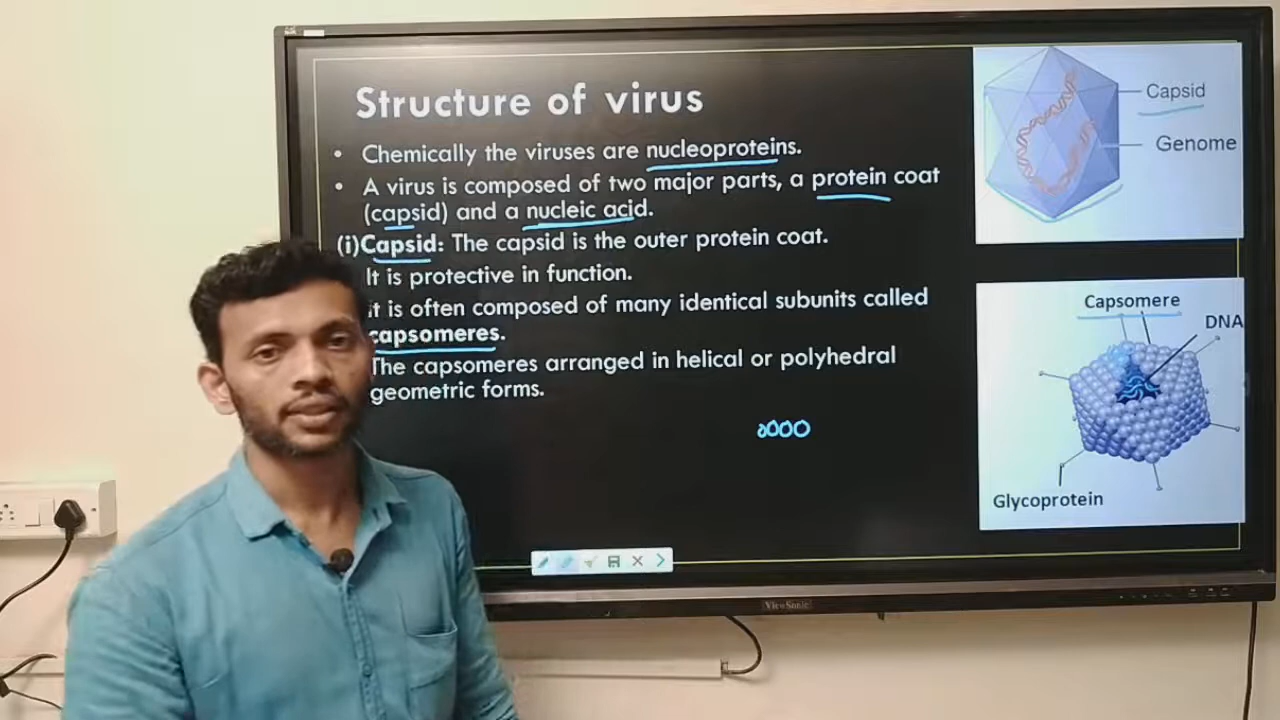 Structure of virus
• Chemically the viruses are nucleoproteins.
• A virus is composed of two major parts, a protein coat
(capsid) and a nucleic acid.
(i)Capsid: The capsid is the outer protein coat.
It is protective in function.
It is often composed of many identical subunits called
capsomeres.
The capsomeres arranged in helical or polyhedral
geometric forms.
Capsid
Genome
Capsomere
DNA
Glycoprotein
ViewSonic